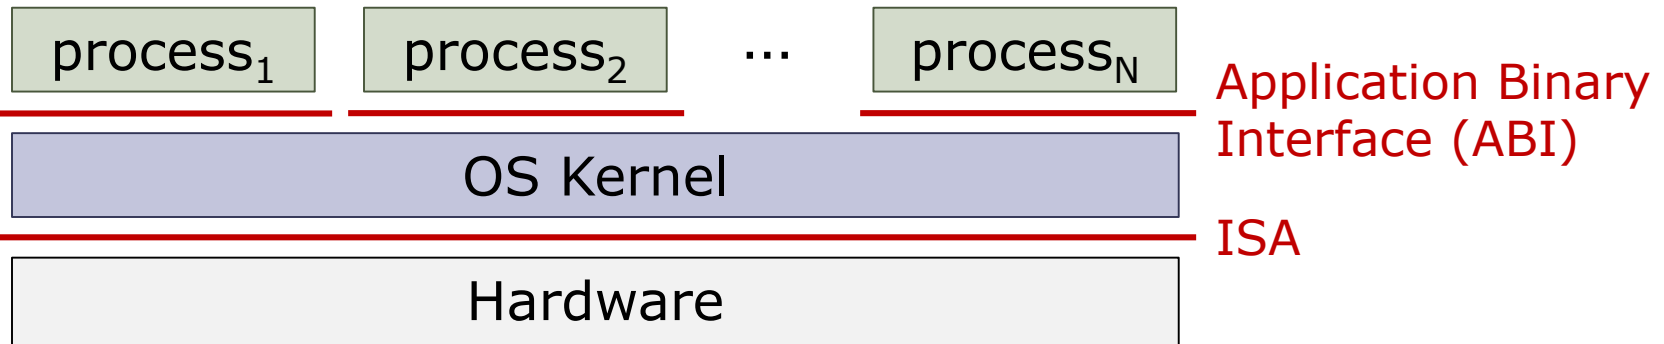 process₁
process₂
...
processN
Application Binary
Interface (ABI)
OS Kernel
ISA
Hardware